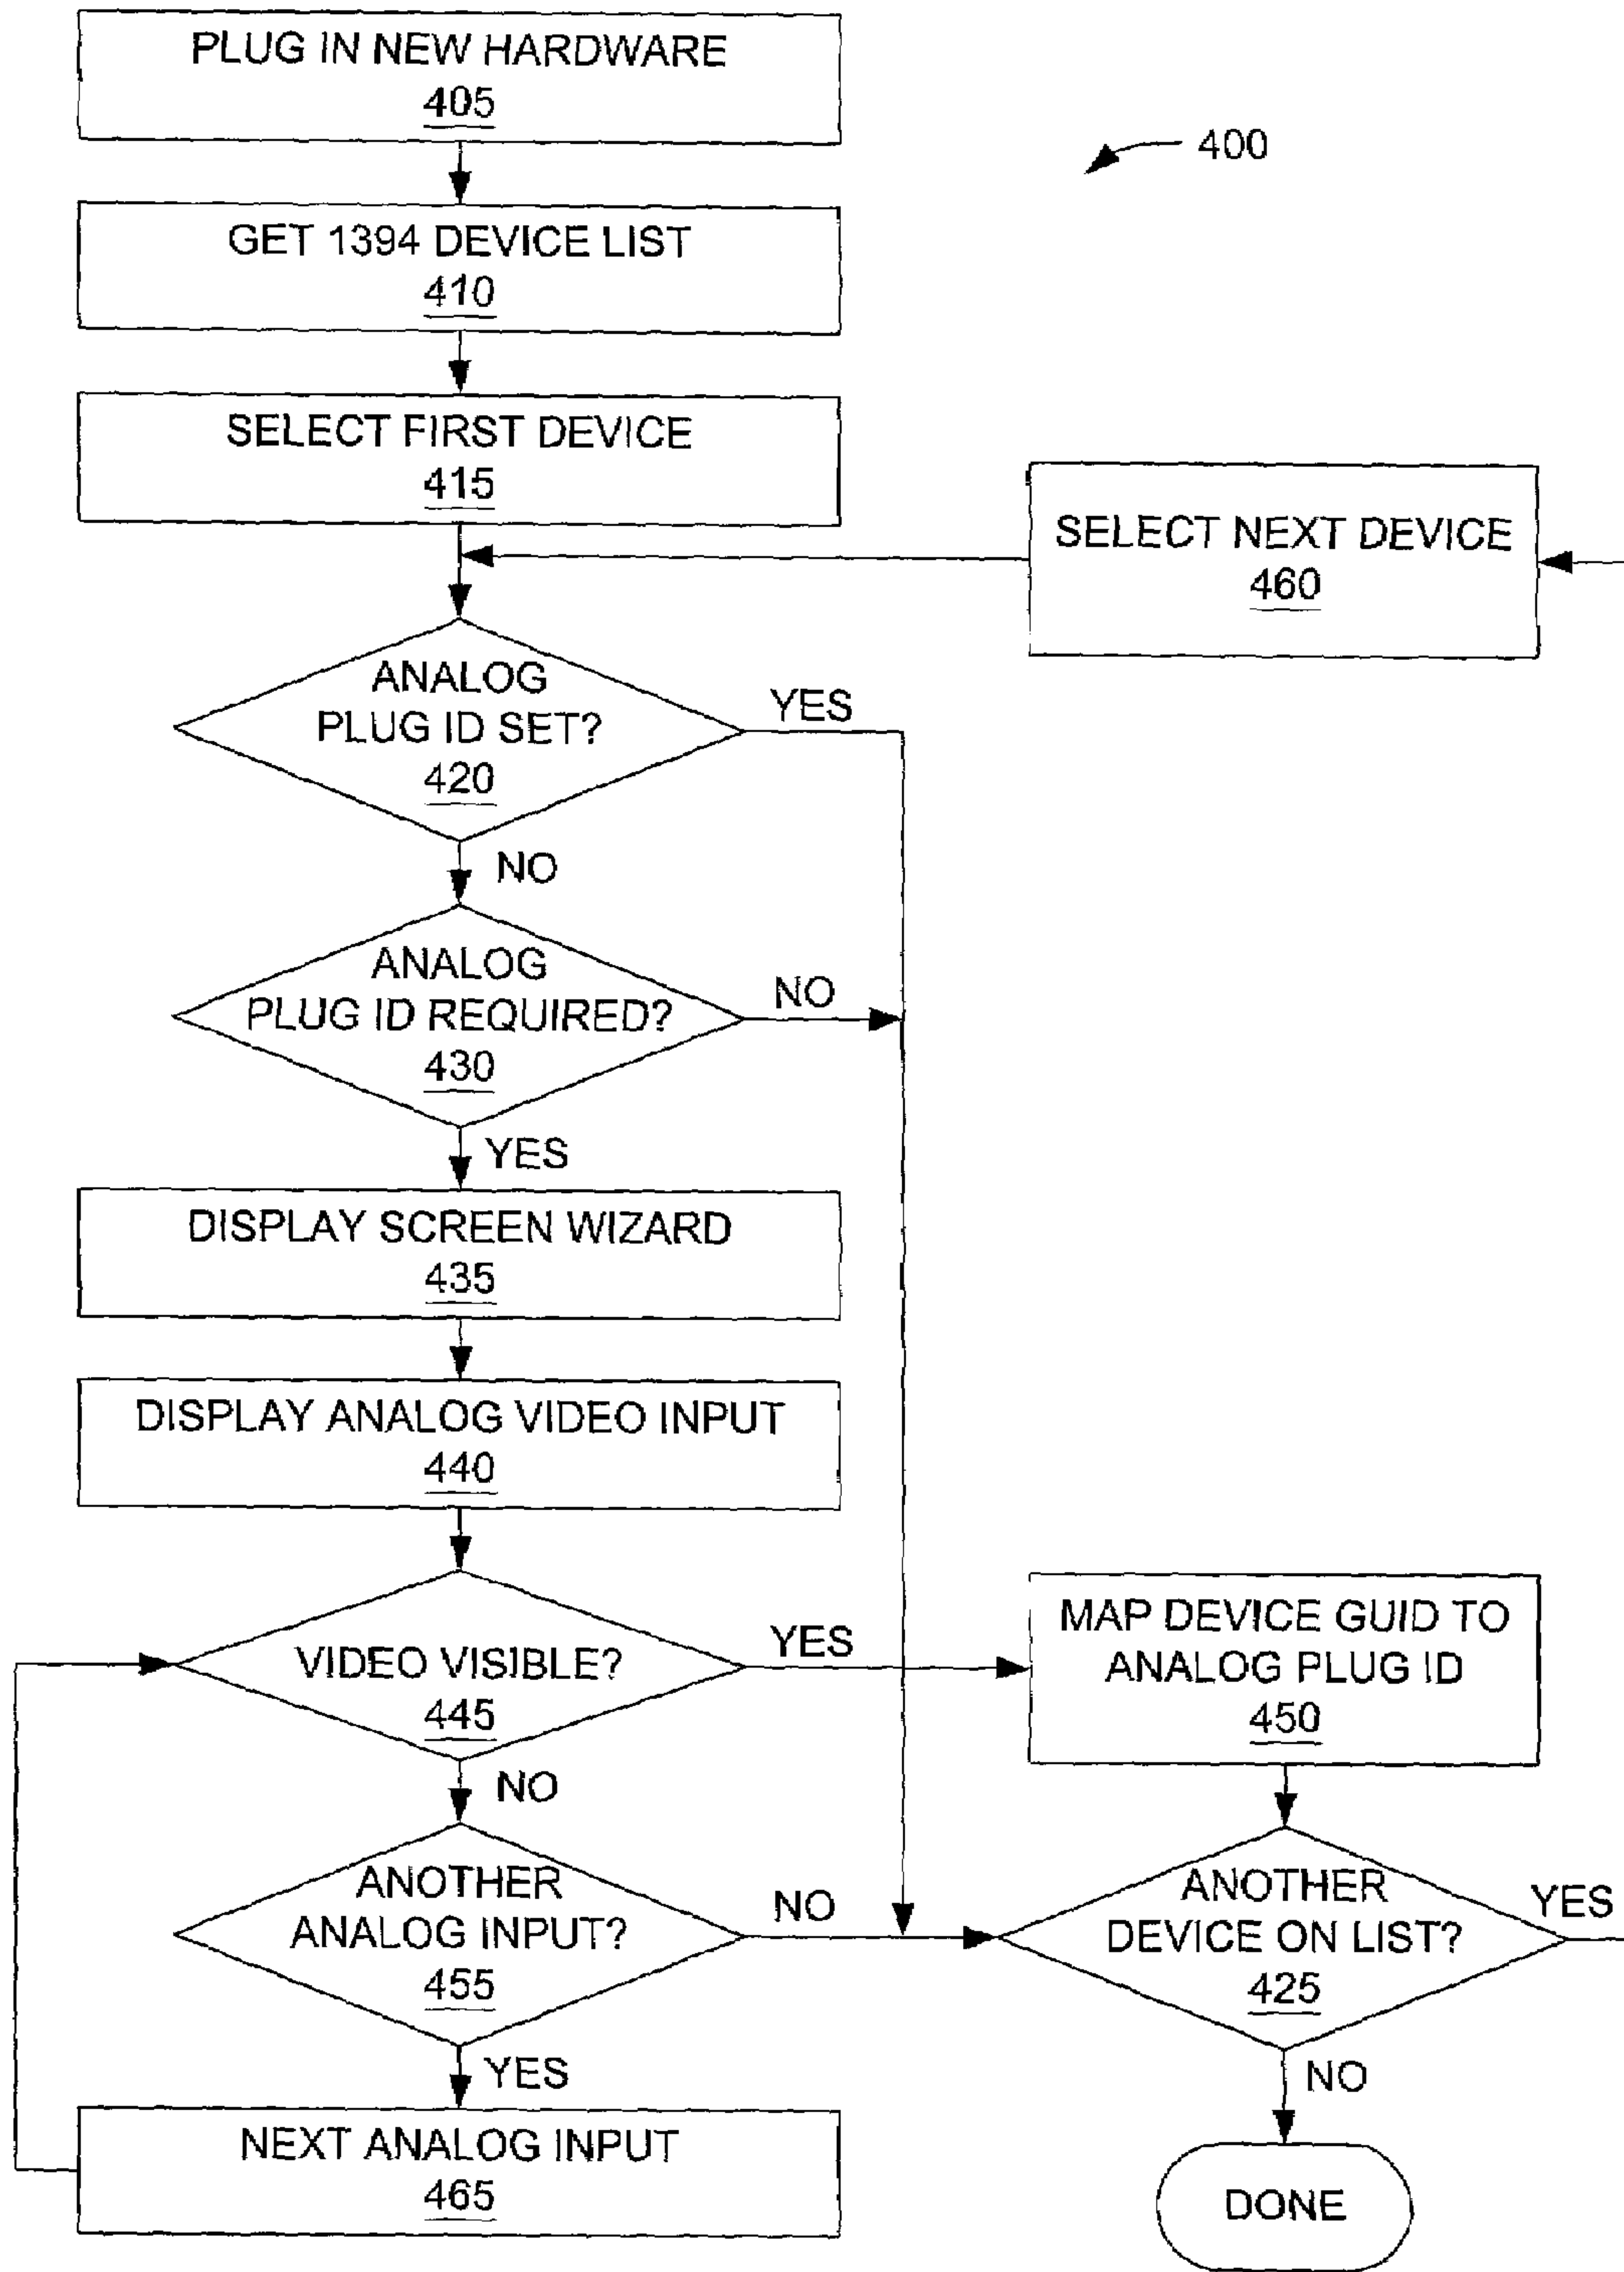 PLUG IN NEW HARDWARE
405
400
GET 1394 DEVICE LIST
410
SELECT FIRST DEVICE
415
SELECT NEXT DEVICE
460
ANALOG
PLUG ID SET?
420
YES
NO
ANALOG
PLUG ID REQUIRED?
430
NO
YES
DISPLAY SCREEN WIZARD
435
DISPLAY ANALOG VIDEO INPUT
440
VIDEO VISIBLE?
445
YES
NO
MAP DEVICE GUID TO
ANALOG PLUG ID
450
ANOTHER
ANALOG INPUT?
455
NO
YES
ANOTHER
DEVICE ON LIST?
425
YES
NO
NEXT ANALOG INPUT
465
DONE